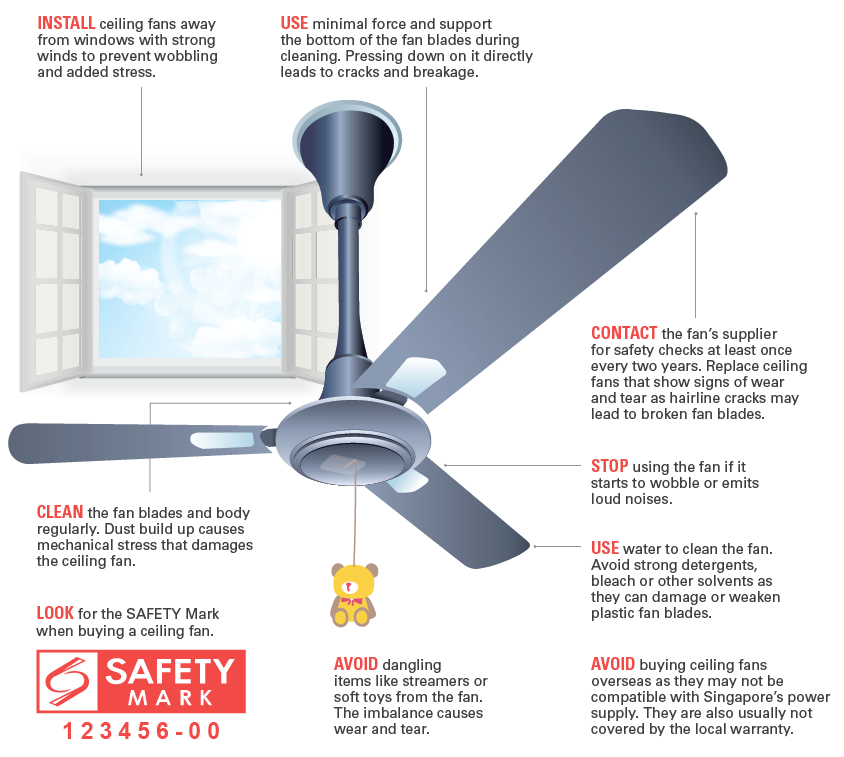 INSTALL ceiling fans away
from windows with strong
winds to prevent wobbling
and added stress.
USE minimal force and support
the bottom of the fan blades during
cleaning. Pressing down on it directly
leads to cracks and breakage.
CONTACT the fan's supplier
for safety checks at least once
every two years. Replace ceiling
fans that show signs of wear
and tear as hairline cracks may
lead to broken fan blades.
STOP using the fan if it
starts to wobble or emits
loud noises.
CLEAN the fan blades and body
regularly. Dust build up causes
mechanical stress that damages
the ceiling fan.
USE water to clean the fan.
Avoid strong detergents,
bleach or other solvents as
they can damage or weaken
plastic fan blades.
LOOK for the SAFETY Mark
when buying a ceiling fan.
SAFETY
MARK
123456-00
AVOID dangling
items like streamers or
soft toys from the fan.
The imbalance causes
wear and tear.
AVOID buying ceiling fans
overseas as they may not be
compatible with Singapore's power
supply. They are also usually not
covered by the local warranty.